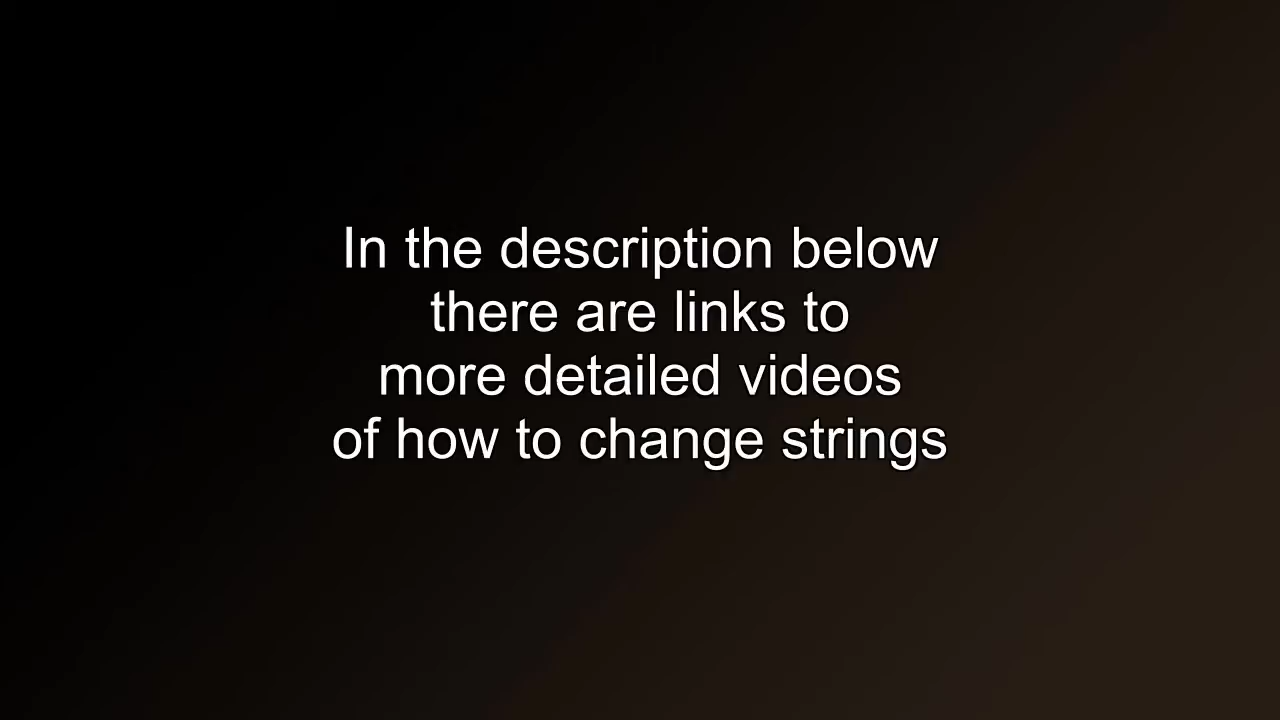 In the description below
there are links to
more detailed videos
of how to change strings